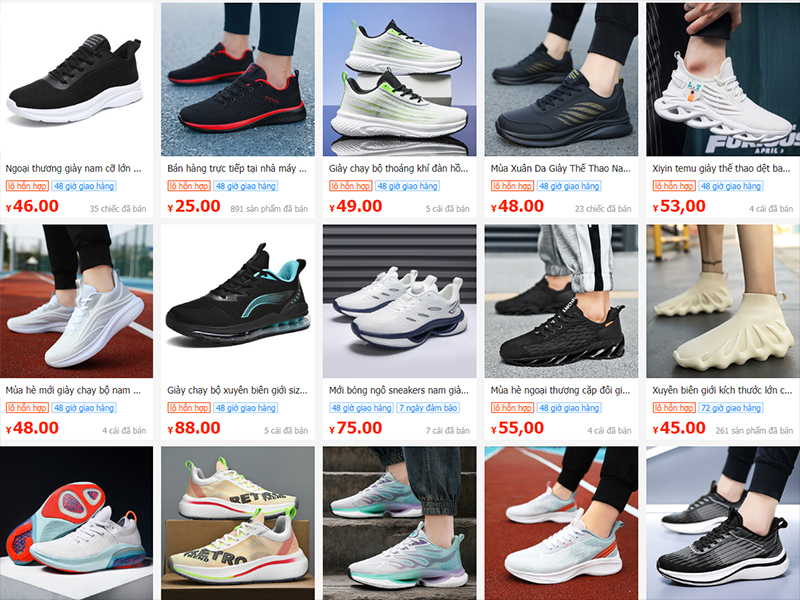 FURIOUS
APRIL 3
Ngoại thương giày nam cỡ lớn ...
Bán hàng trực tiếp tại nhà máy ...
Giày chạy bộ thoáng khí đàn hồ...
Mùa Xuân Da Giày Thể Thao Na...
Xiyin temu giày thể thao dệt ba...
lô hỗn hợp 48 giờ giao hàng
lô hỗn hợp 48 giờ giao hàng
lô hỗn hợp 48 giờ giao hàng
lô hỗn hợp 48 giờ giao hàng
lô hỗn hợp 48 giờ giao hàng
¥46.00 35 chiếc đã bán
¥25.00 891 sản phẩm đã bán
¥49.00 5 cái đã bán
¥48.00 23 chiếc đã bán
¥53,00 4 cái đã bán
SPORT
Mùa hè mới giày chạy bộ nam ...
Giày chạy bộ xuyên biên giới siz...
Mới bóng ngô sneakers nam già...
Mùa hè ngoại thương cặp đôi gi...
Xuyên biên giới kích thước lớn c...
lô hỗn hợp 48 giờ giao hàng
lô hỗn hợp 48 giờ giao hàng
48 giờ giao hàng 7 ngày đảm bảo
lô hỗn hợp 48 giờ giao hàng
lô hỗn hợp 72 giờ giao hàng
¥48.00 4 cái đã bán
¥88.00 5 cái đã bán
¥75.00 7 cái đã bán
¥55,00 4 cái đã bán
¥45.00 261 sản phẩm đã bán
RETRO
TREND
RETRO